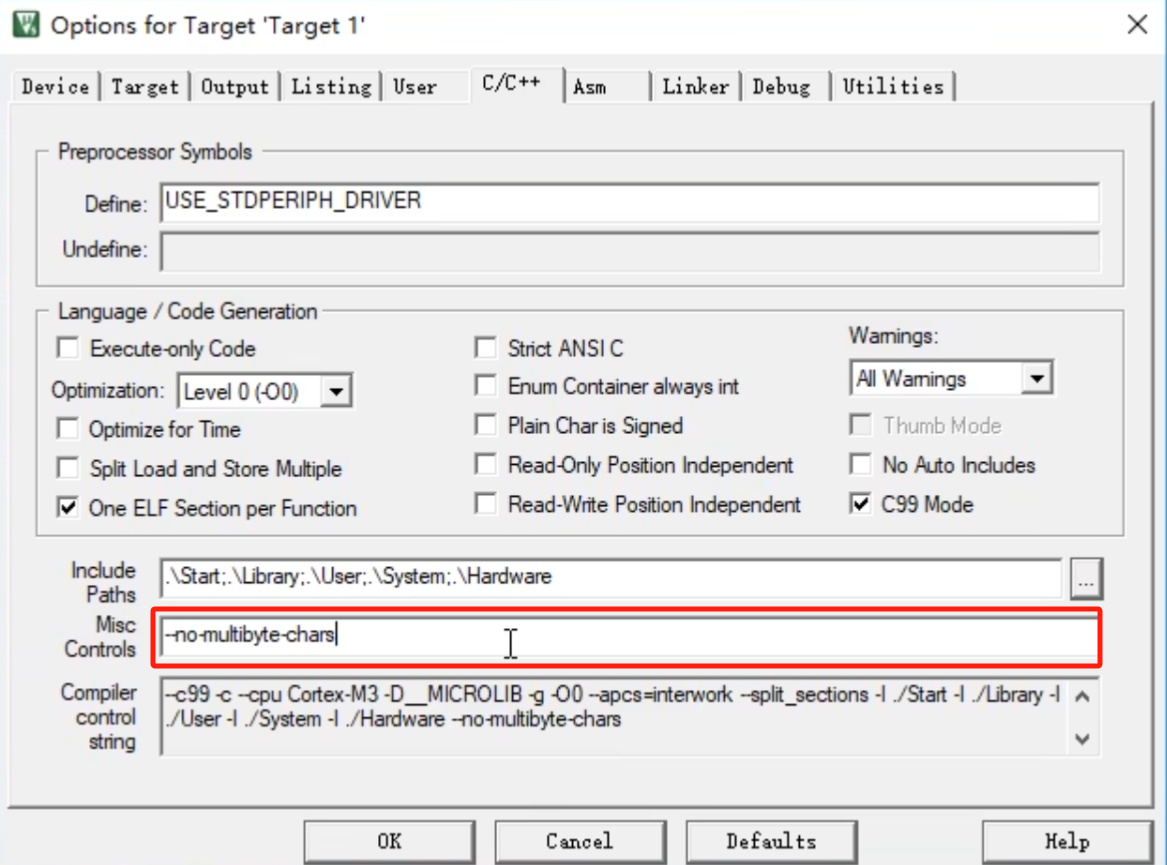 Options for Target 'Target 1'
Device Target Output Listing User C/C++ Asm Linker Debug Utilities
Preprocessor Symbols
Define: USE_STDPERIPH_DRIVER
Undefine:
Language / Code Generation
Execute-only Code
Optimization: Level 0 (-O0)
Optimize for Time
Split Load and Store Multiple
One ELF Section per Function
Strict ANSI C
Enum Container always int
Plain Char is Signed
Read-Only Position Independent
Read-Write Position Independent
Warnings:
All Warnings
Thumb Mode
No Auto Includes
C99 Mode
Include
Paths
.\Start;.\Library;.\User;.\System;.\Hardware
...
Misc
Controls
--no-multibyte-chars
Compiler
control
string
--c99 -c --cpu Cortex-M3 -D__MICROLIB -g -O0 --apcs=interwork --split_sections -I ./Start -I ./Library -I
./User -I ./System -I ./Hardware --no-multibyte-chars
OK Cancel Defaults Help